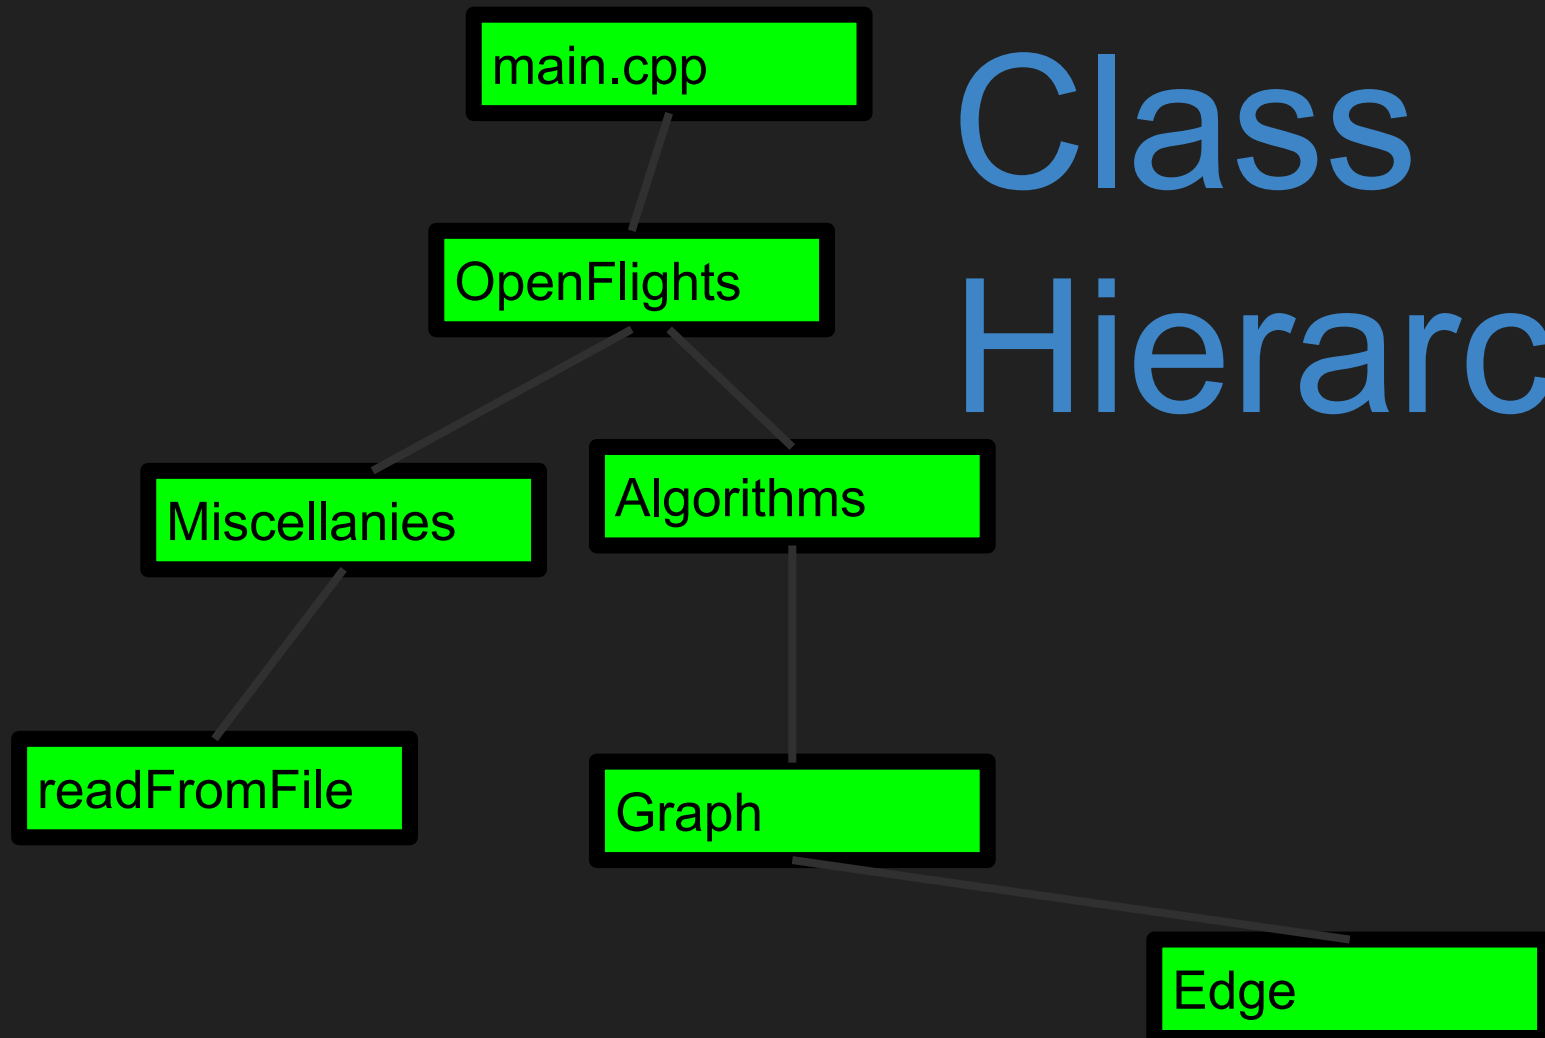 main.cpp
Class
Hierarc
OpenFlights
Miscellanies
Algorithms
readFromFile
Graph
Edge